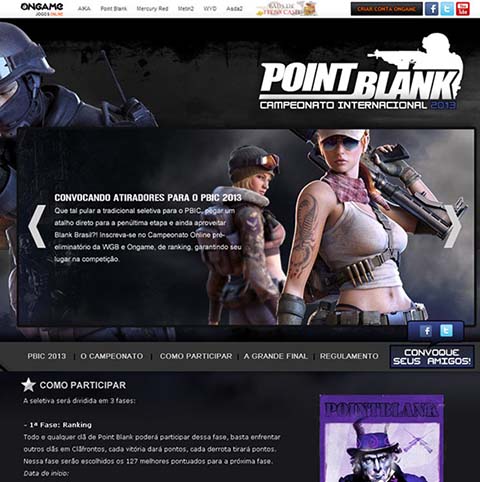 ONGAME
JOGOS ONLINE
AIKA
Point Blank
Mercury Red
Metin2
WYD
Asda2
ITENS CASH
CRIAR CONTA ONGAME
You Tube
POINT BLANK
CAMPEONATO INTERNACIONAL 2013
CONVOCANDO ATIRADORES PARA O PBIC 2013
Que tal pular a tradicional seletiva para o PBIC, pegar um
atalho direto para a penúltima etapa e ainda aproveitar
Blank Brasil?! Inscreva-se no Campeonato Online pré-
eliminatório da WGB e Ongame, de ranking, garantindo seu
lugar na competição.
PBIC 2013 | O CAMPEONATO | COMO PARTICIPAR | A GRANDE FINAL | REGULAMENTO
CONVOQUE
SEUS AMIGOS!
COMO PARTICIPAR
A seletiva será dividida em 3 fases:
- 1ª Fase: Ranking
Todo e qualquer clã de Point Blank poderá participar dessa fase, basta enfrentar
outros clãs em Clãfrontos, cada vitória dará pontos, cada derrota tirará pontos.
Nessa fase serão escolhidos os 127 melhores pontuados para a próxima fase.
Data de início:
POINTBLANK